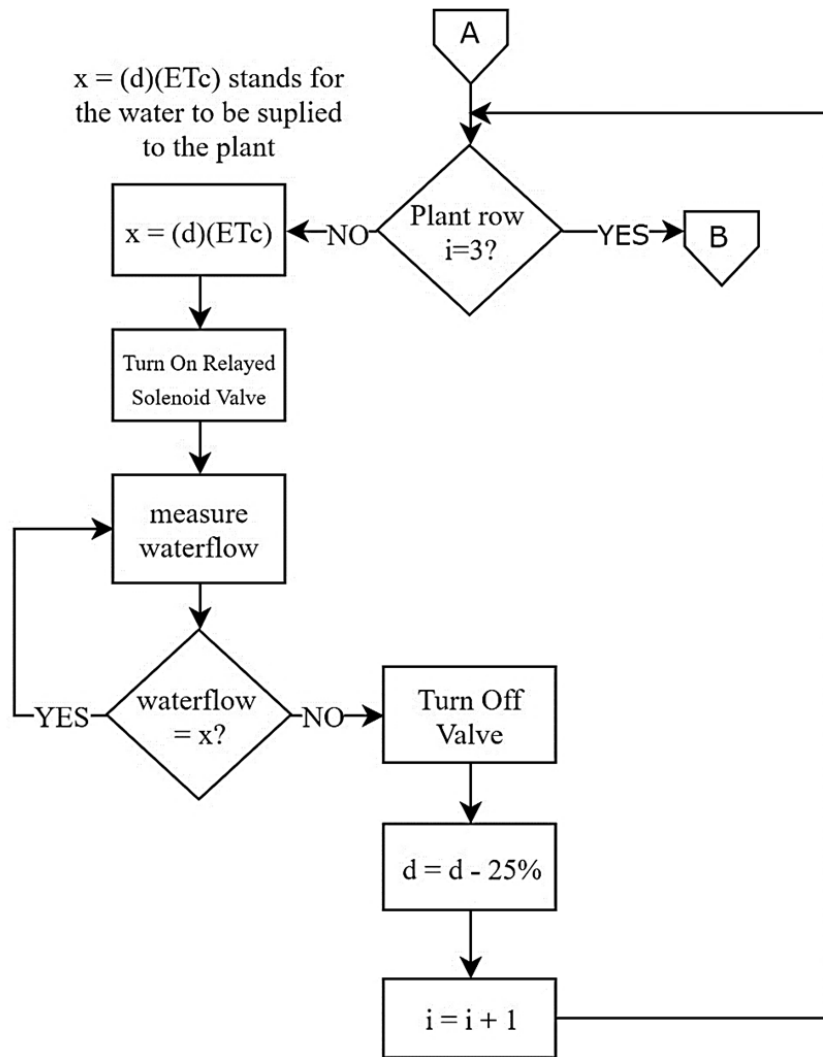 A
x = (d)(ETc) stands for
the water to be suplied
to the plant
Plant row
i=3?
NO
YES
B
x = (d)(ETc)
Turn On Relayed
Solenoid Valve
measure
waterflow
waterflow
= x?
YES
NO
Turn Off
Valve
d = d - 25%
i = i + 1